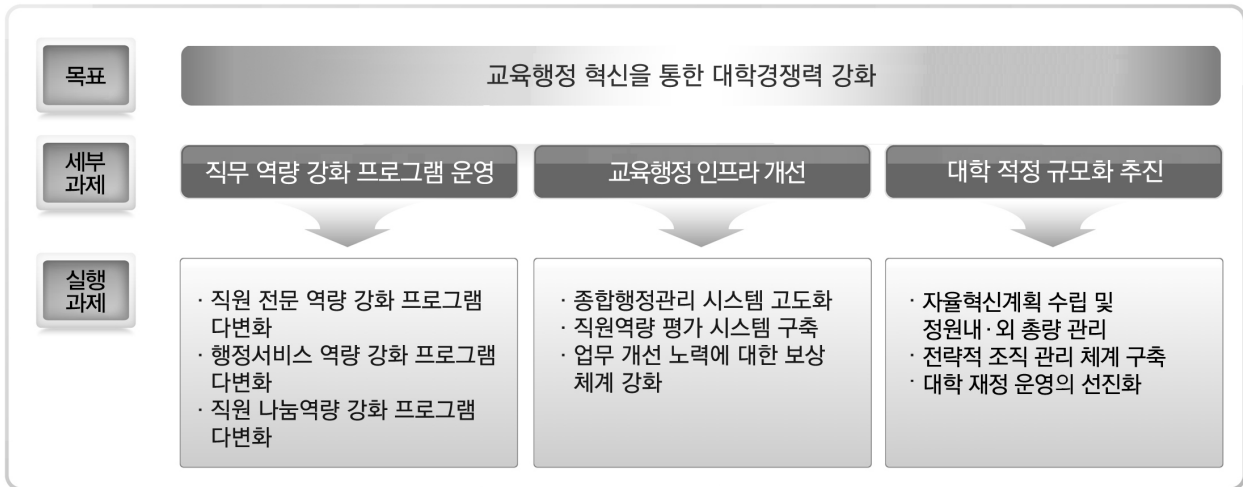 목표
교육행정 혁신을 통한 대학경쟁력 강화
세부
과제
직무 역량 강화 프로그램 운영
교육행정 인프라 개선
대학 적정 규모화 추진
실행
과제
· 직원 전문 역량 강화 프로그램
다변화
· 행정서비스 역량 강화 프로그램
다변화
· 직원 나눔역량 강화 프로그램
다변화
· 종합행정관리 시스템 고도화
· 직원역량 평가 시스템 구축
· 업무 개선 노력에 대한 보상
체계 강화
· 자율혁신계획 수립 및
정원내·외 총량 관리
· 전략적 조직 관리 체계 구축
· 대학 재정 운영의 선진화